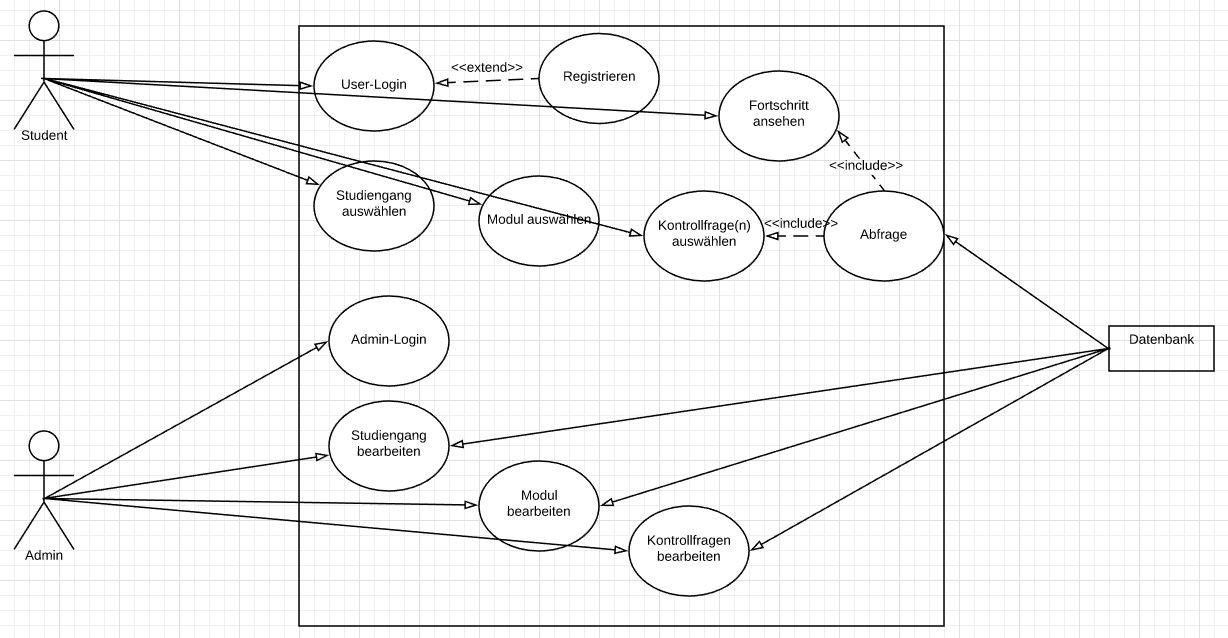 Student
User-Login
<<extend>>
Registrieren
Fortschritt
ansehen
<<include>>
Studiengang
auswählen
Modul auswählen
Kontrollfrage(n)
auswählen
<<include>>
Abfrage
Datenbank
Admin-Login
Admin
Studiengang
bearbeiten
Modul
bearbeiten
Kontrollfragen
bearbeiten